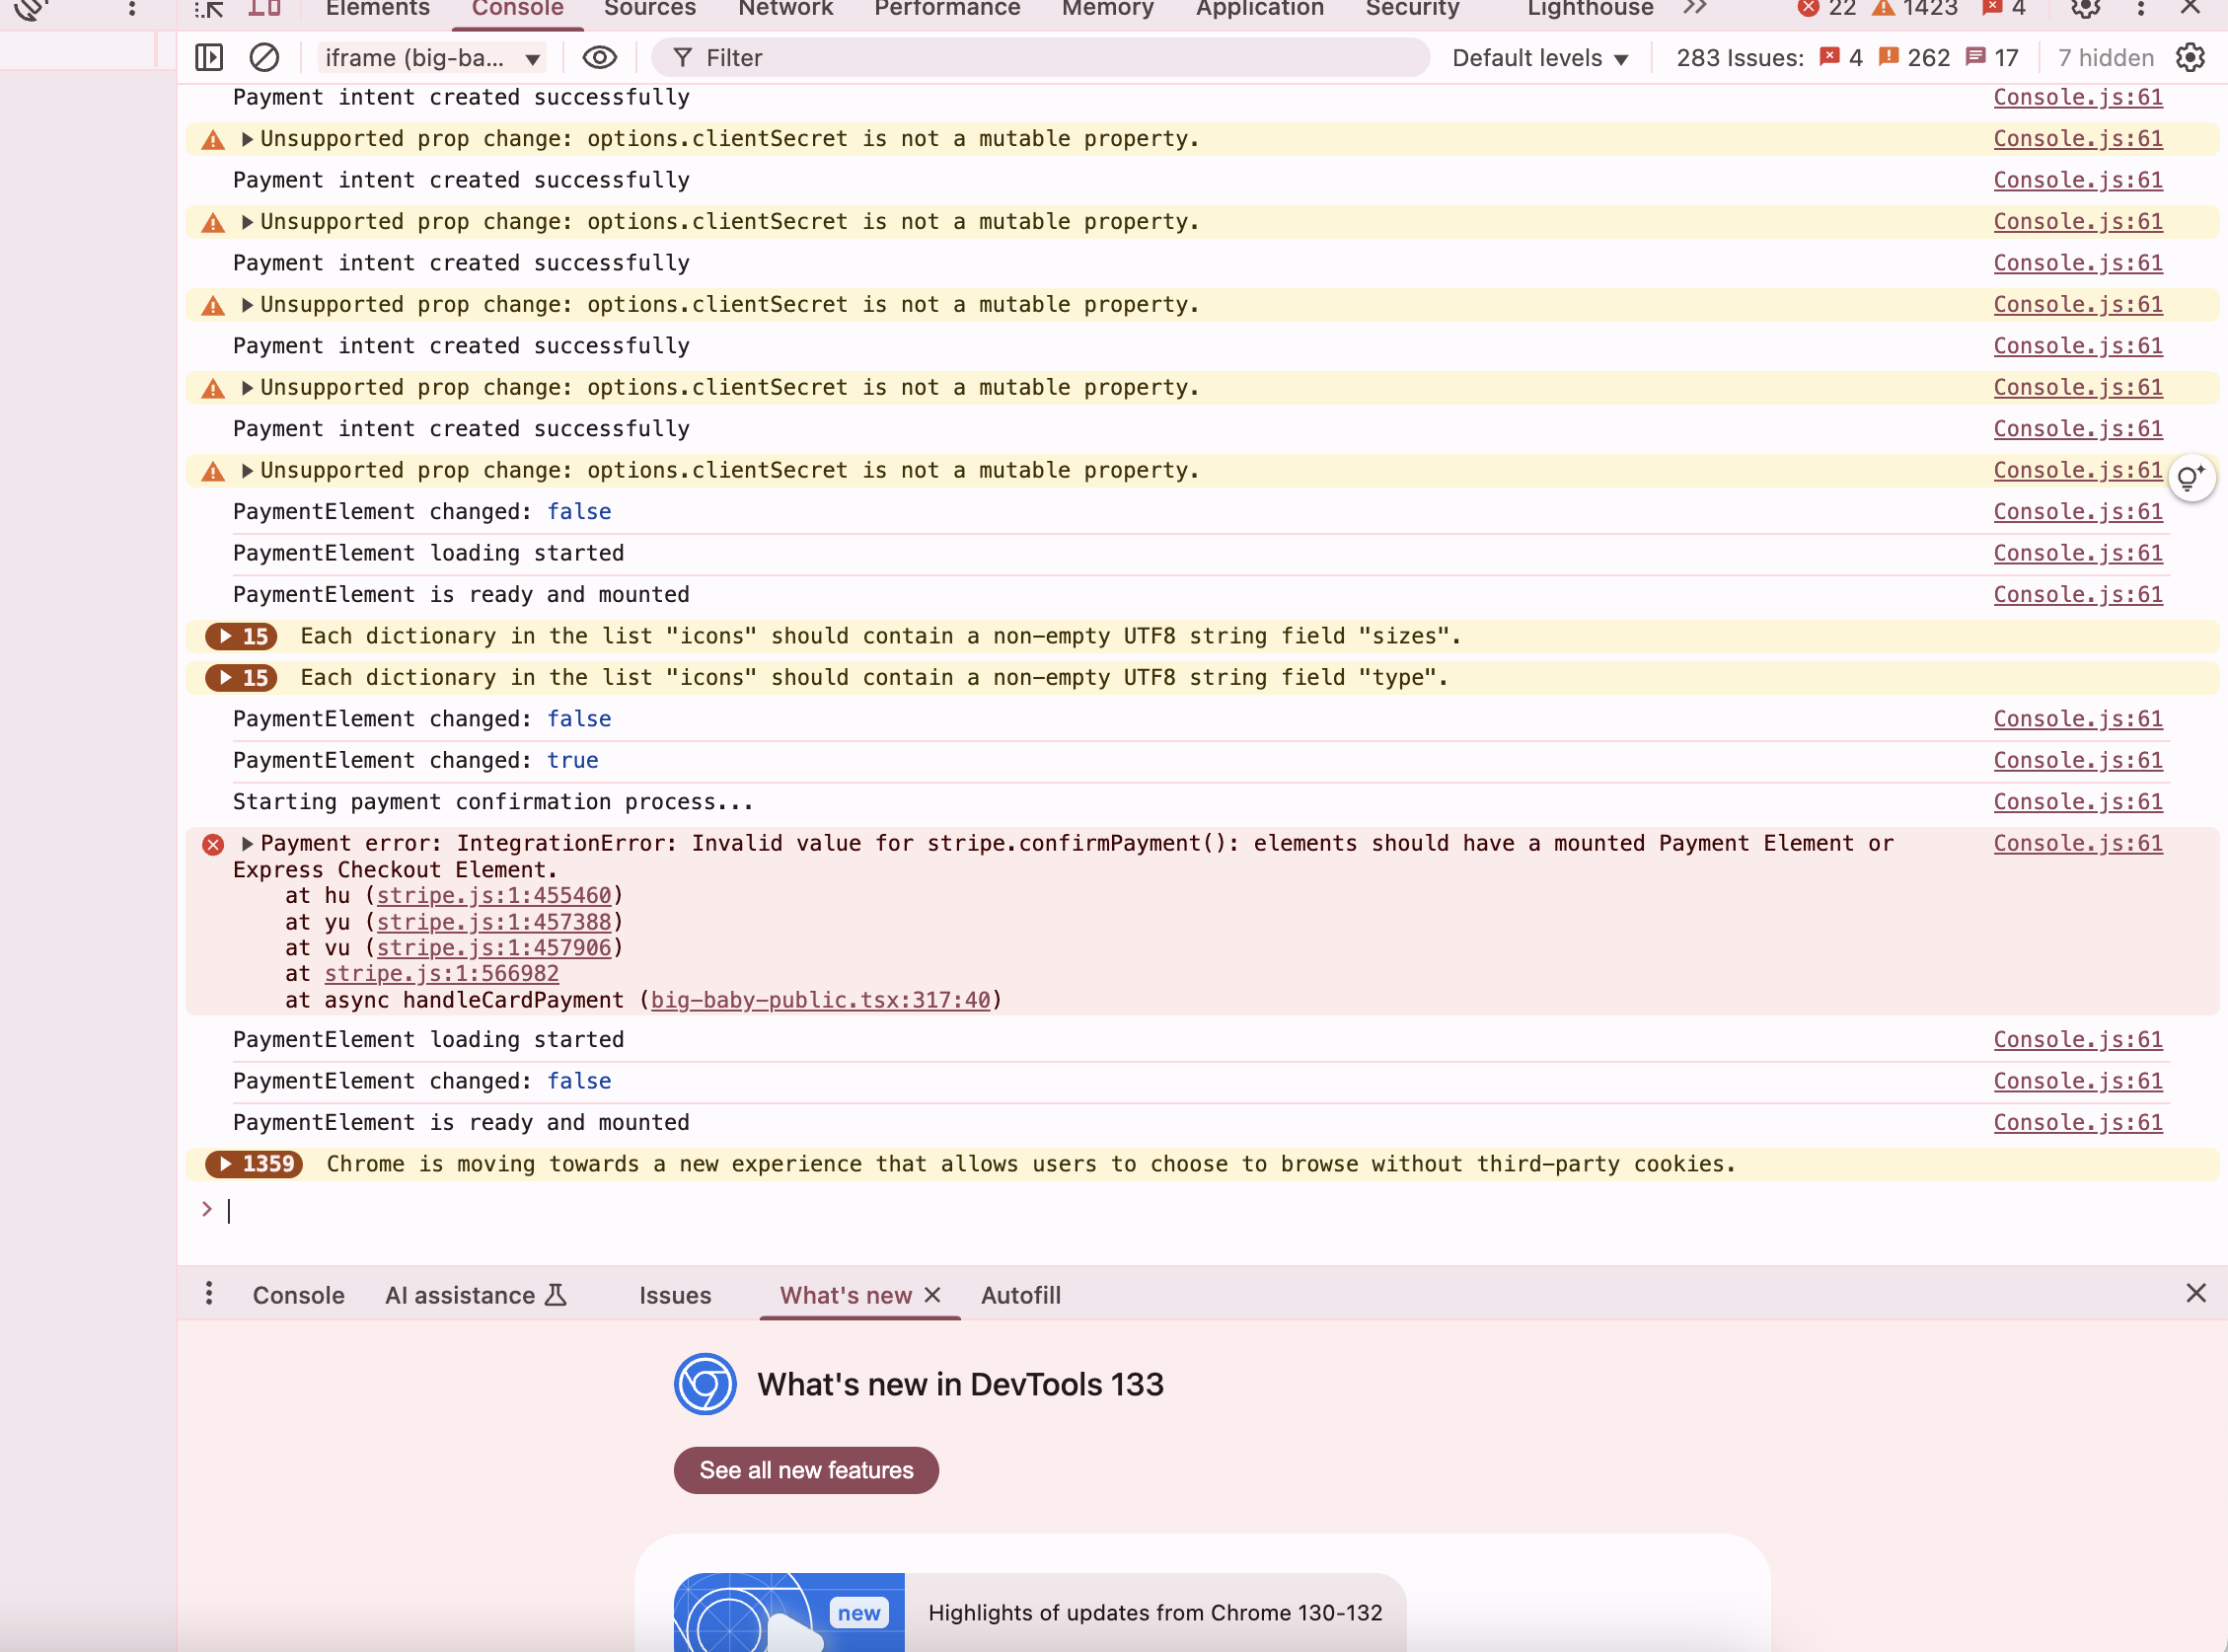 Elements Console Sources Network Performance Memory Application Security Lighthouse 22 1423 4
iframe (big-ba... Filter Default levels 283 Issues: 4 262 17 7 hidden
Payment intent created successfully Console.js:61
Unsupported prop change: options.clientSecret is not a mutable property. Console.js:61
Payment intent created successfully Console.js:61
Unsupported prop change: options.clientSecret is not a mutable property. Console.js:61
Payment intent created successfully Console.js:61
Unsupported prop change: options.clientSecret is not a mutable property. Console.js:61
Payment intent created successfully Console.js:61
Unsupported prop change: options.clientSecret is not a mutable property. Console.js:61
Payment intent created successfully Console.js:61
Unsupported prop change: options.clientSecret is not a mutable property. Console.js:61
PaymentElement changed: false Console.js:61
PaymentElement loading started Console.js:61
PaymentElement is ready and mounted Console.js:61
15 Each dictionary in the list "icons" should contain a non-empty UTF8 string field "sizes".
15 Each dictionary in the list "icons" should contain a non-empty UTF8 string field "type".
PaymentElement changed: false Console.js:61
PaymentElement changed: true Console.js:61
Starting payment confirmation process... Console.js:61
Payment error: IntegrationError: Invalid value for stripe.confirmPayment(): elements should have a mounted Payment Element or Console.js:61
Express Checkout Element.
at hu (stripe.js:1:455460)
at yu (stripe.js:1:457388)
at vu (stripe.js:1:457906)
at stripe.js:1:566982
at async handleCardPayment (big-baby-public.tsx:317:40)
PaymentElement loading started Console.js:61
PaymentElement changed: false Console.js:61
PaymentElement is ready and mounted Console.js:61
1359 Chrome is moving towards a new experience that allows users to choose to browse without third-party cookies.
>
Console AI assistance Issues What's new Autofill
What's new in DevTools 133
See all new features
new Highlights of updates from Chrome 130-132